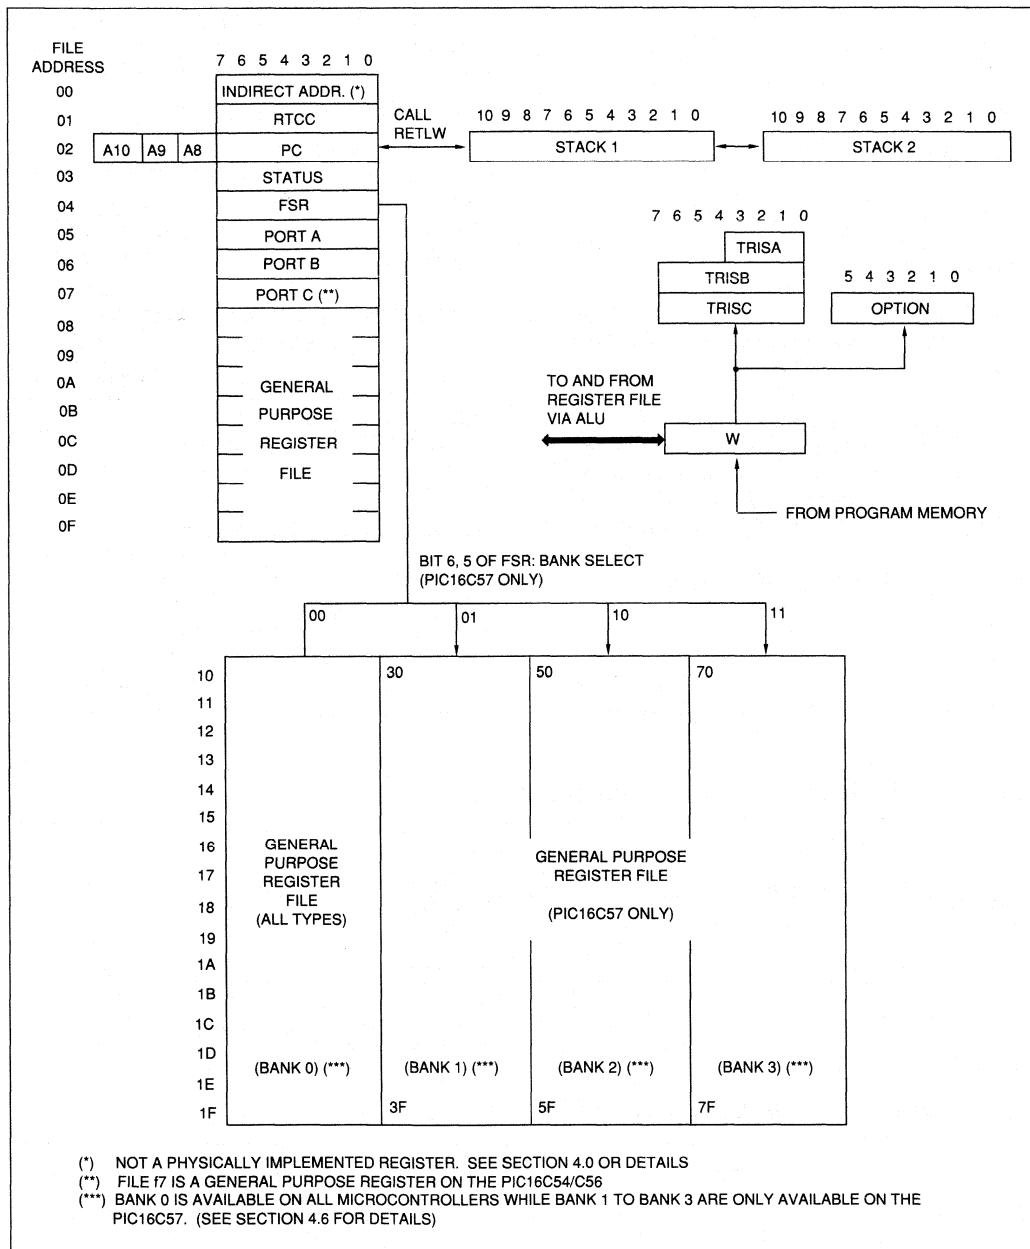 FILE
ADDRESS
7 6 5 4 3 2 1 0
00 INDIRECT ADDR. (*)
01 RTCC
02 A10 A9 A8 PC
CALL
RETLW
10 9 8 7 6 5 4 3 2 1 0
STACK 1
10 9 8 7 6 5 4 3 2 1 0
STACK 2
03 STATUS
04 FSR
05 PORT A
06 PORT B
07 PORT C (**)
08
09
0A
0B
0C
0D
0E
0F
GENERAL
PURPOSE
REGISTER
FILE
7 6 5 4 3 2 1 0
TRISA
TRISB
TRISC
5 4 3 2 1 0
OPTION
TO AND FROM
REGISTER FILE
VIA ALU
W
FROM PROGRAM MEMORY
BIT 6, 5 OF FSR: BANK SELECT
(PIC16C57 ONLY)
00 01 10 11
10 30 50 70
11
12
13
14
15
16
17
18
19
1A
1B
1C
1D
1E
1F
GENERAL
PURPOSE
REGISTER
FILE
(ALL TYPES)
GENERAL PURPOSE
REGISTER FILE
(PIC16C57 ONLY)
(BANK 0) (***) (BANK 1) (***) (BANK 2) (***) (BANK 3) (***)
3F 5F 7F
(*) NOT A PHYSICALLY IMPLEMENTED REGISTER. SEE SECTION 4.0 OR DETAILS
(**) FILE f7 IS A GENERAL PURPOSE REGISTER ON THE PIC16C54/C56
(***) BANK 0 IS AVAILABLE ON ALL MICROCONTROLLERS WHILE BANK 1 TO BANK 3 ARE ONLY AVAILABLE ON THE
PIC16C57. (SEE SECTION 4.6 FOR DETAILS)